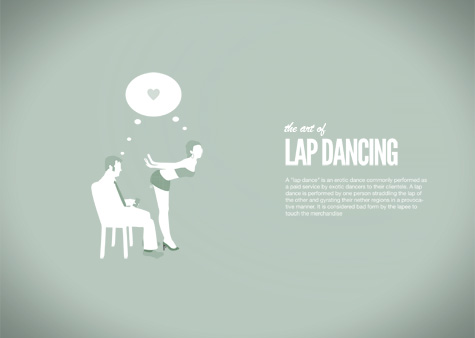 the art of
LAP DANCING
A "lap dance" is an erotic dance commonly performed as
a paid service by exotic dancers to their clientele. A lap
dance is performed by one person straddling the lap of
the other and gyrating their nether regions in a provoca-
tive manner. It is considered bad form by the lapee to
touch the merchandise